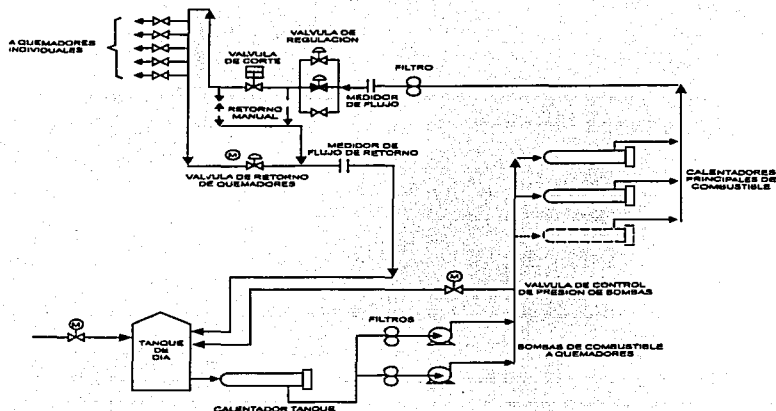 A QUEMADORES
INDIVIDUALES
VALVULA
DE CORTE
VALVULA DE
REGULACION
FILTRO
MEDIDOR
DE FLUJO
RETORNO
MANUAL
MEDIDOR DE
FLUJO DE RETORNO
M
VALVULA DE RETORNO
DE QUEMADORES
CALENTADORES
PRINCIPALES DE
COMBUSTIBLE
M
VALVULA DE CONTROL
DE PRESION DE BOMBAS
M
TANQUE
DE
DIA
FILTROS
BOMBAS DE COMBUSTIBLE
A QUEMADORES
CALENTADOR TANQUE